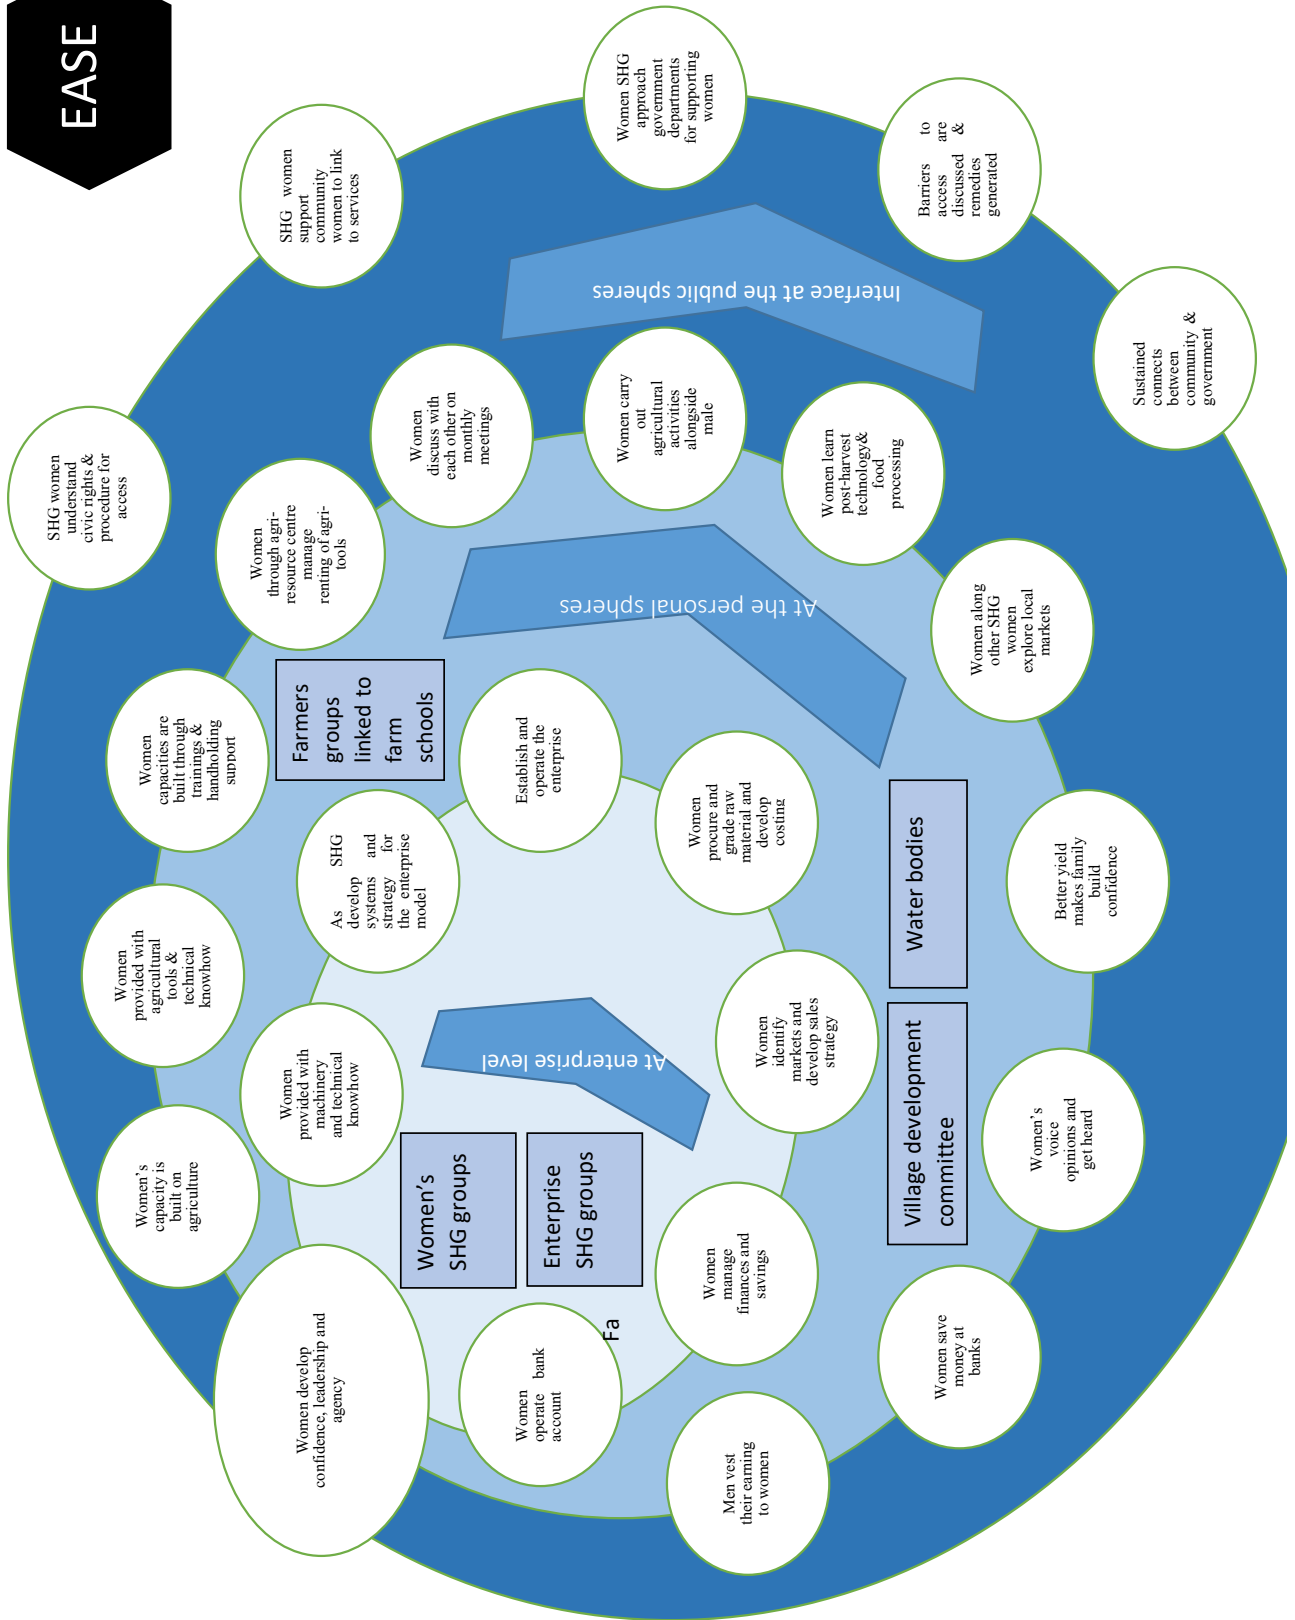 EASE
SHG women
understand
civic rights &
procedure for
access
SHG women
support
community
women to link
to services
Women SHG
approach
government
departments
for supporting
women
Barriers to
access are
discussed &
remedies
generated
Sustained
connects
between
community &
government
Interface at the public spheres
Women develop
confidence, leadership and
agency
Women's
capacity is
built on
agriculture
Women
provided with
agricultural
tools &
technical
knowhow
Women
capacities are
built through
trainings &
handholding
support
Women
through agri-
resource centre
manage
renting of agri-
tools
Women
discuss with
each other on
monthly
meetings
Women carry
out
agricultural
activities
alongside
male
Women learn
post-harvest
technology&
food
processing
Women along
other SHG
women
explore local
markets
Better yield
makes family
build
confidence
Women’s
voice
opinions and
get heard
Women save
money at
banks
Men vest
their earning
to women
At the personal spheres
Farmers
groups
linked to
farm
schools
Water bodies
Village development
committee
Women
provided with
machinery
and technical
knowhow
As SHG
develop
systems and
strategy for
the enterprise
model
Establish and
operate the
enterprise
Women
procure and
grade raw
material and
develop
costing
Women
identify
markets and
develop sales
strategy
Women
manage
finances and
savings
Women
operate bank
account
At enterprise level
Women’s
SHG groups
Enterprise
SHG groups
Fa